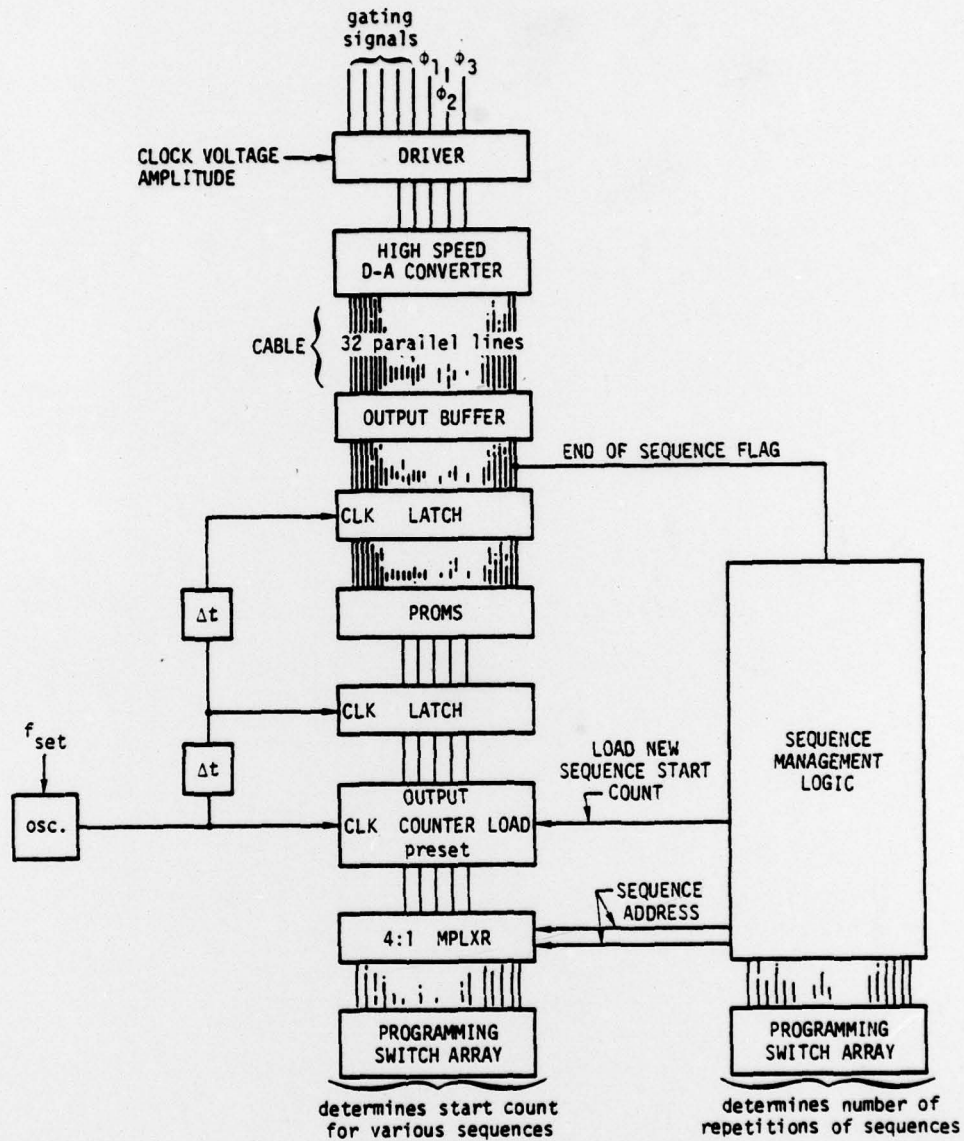 gating
signals
Φ1 Φ3
Φ2
CLOCK VOLTAGE
AMPLITUDE
DRIVER
HIGH SPEED
D-A CONVERTER
CABLE
32 parallel lines
OUTPUT BUFFER
END OF SEQUENCE FLAG
CLK LATCH
Δt
PROMS
CLK LATCH
fset
Δt
osc.
OUTPUT
CLK COUNTER LOAD
preset
LOAD NEW
SEQUENCE START
COUNT
SEQUENCE
MANAGEMENT
LOGIC
SEQUENCE
ADDRESS
4:1 MPLXR
PROGRAMMING
SWITCH ARRAY
PROGRAMMING
SWITCH ARRAY
determines start count
for various sequences
determines number of
repetitions of sequences